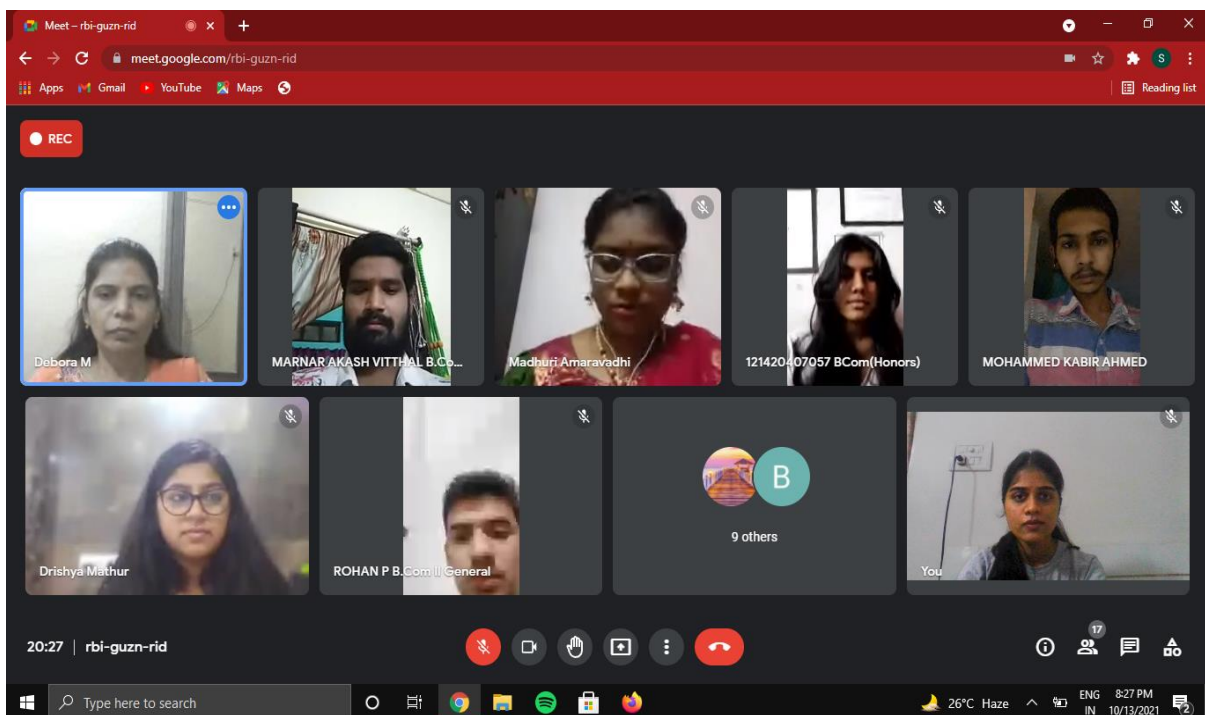 Meet – rbi-guzn-rid
meet.google.com/rbi-guzn-rid
S
Apps Gmail YouTube Maps Reading list
REC
Debora M
MARNAR AKASH VITTHAL B.Co...
Madhuri Amaravadhi
121420407057 BCom(Honors)
MOHAMMED KABIR AHMED
Drishya Mathur
ROHAN P B.Com II General
B
9 others
You
20:27 | rbi-guzn-rid
17
Type here to search
26°C Haze
ENG 8:27 PM
IN 10/13/2021
2